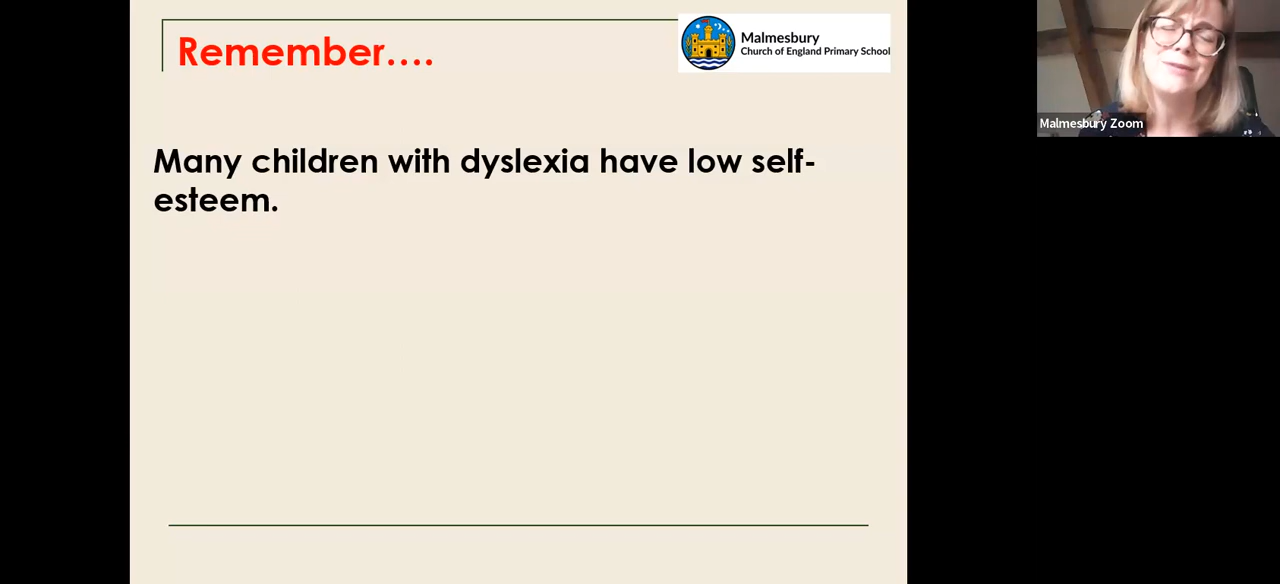 Remember....
Malmesbury
Church of England Primary School
Many children with dyslexia have low self-
esteem.
Malmesbury Zoom